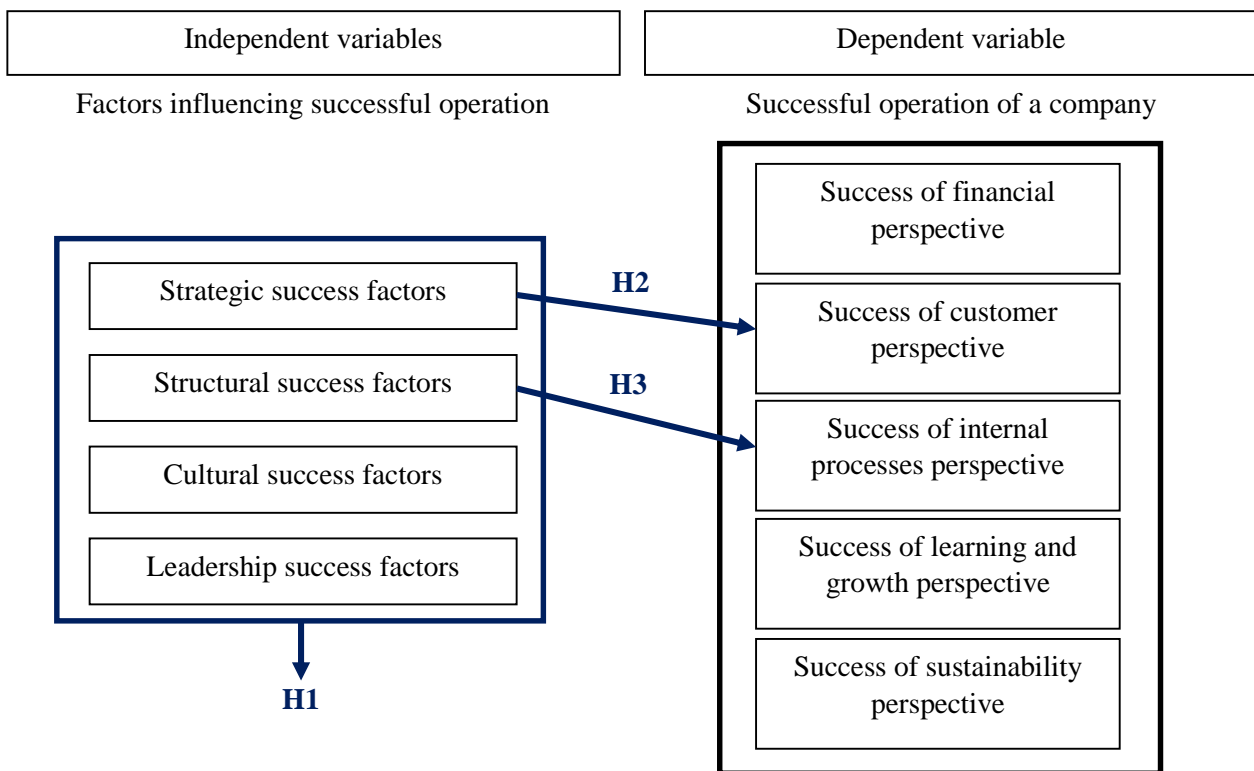 Independent variables
Dependent variable
Factors influencing successful operation
Successful operation of a company
Strategic success factors
Structural success factors
Cultural success factors
Leadership success factors
H1
H2
H3
Success of financial
perspective
Success of customer
perspective
Success of internal
processes perspective
Success of learning and
growth perspective
Success of sustainability
perspective